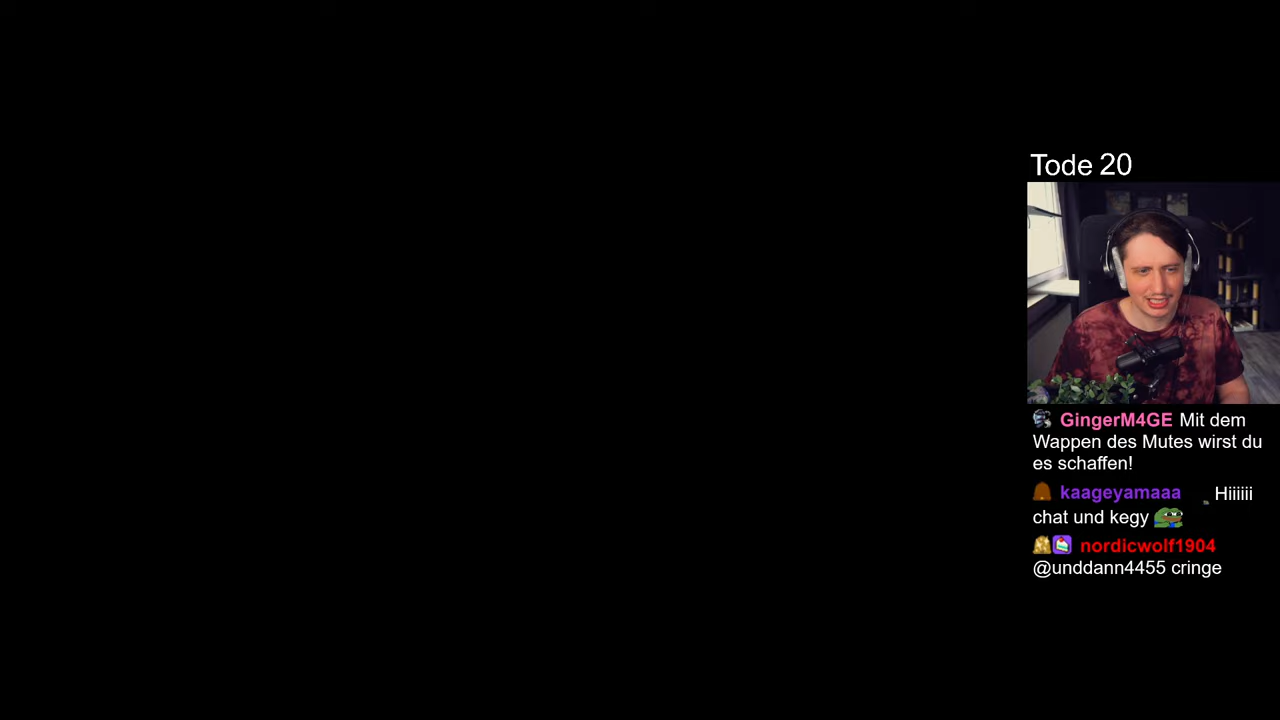 Tode 20
GingerM4GE Mit dem
Wappen des Mutes wirst du
es schaffen!
kaageyamaaa Hiiiiii
chat und kegy
nordicwolf1904
@unddann4455 cringe